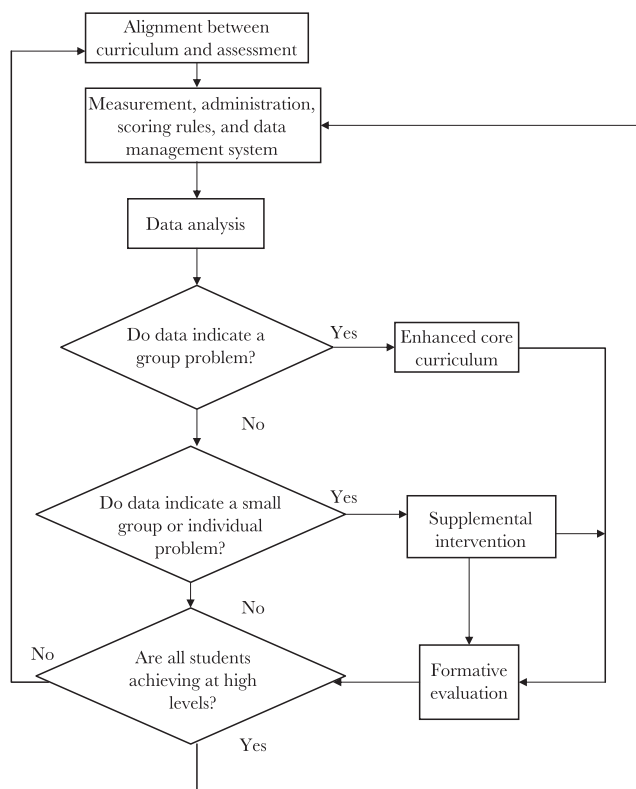 Alignment between
curriculum and assessment
Measurement, administration,
scoring rules, and data
management system
Data analysis
Do data indicate a
group problem?
Yes
Enhanced core
curriculum
No
Do data indicate a small
group or individual
problem?
Yes
Supplemental
intervention
No
No
Are all students
achieving at high
levels?
Formative
evaluation
Yes